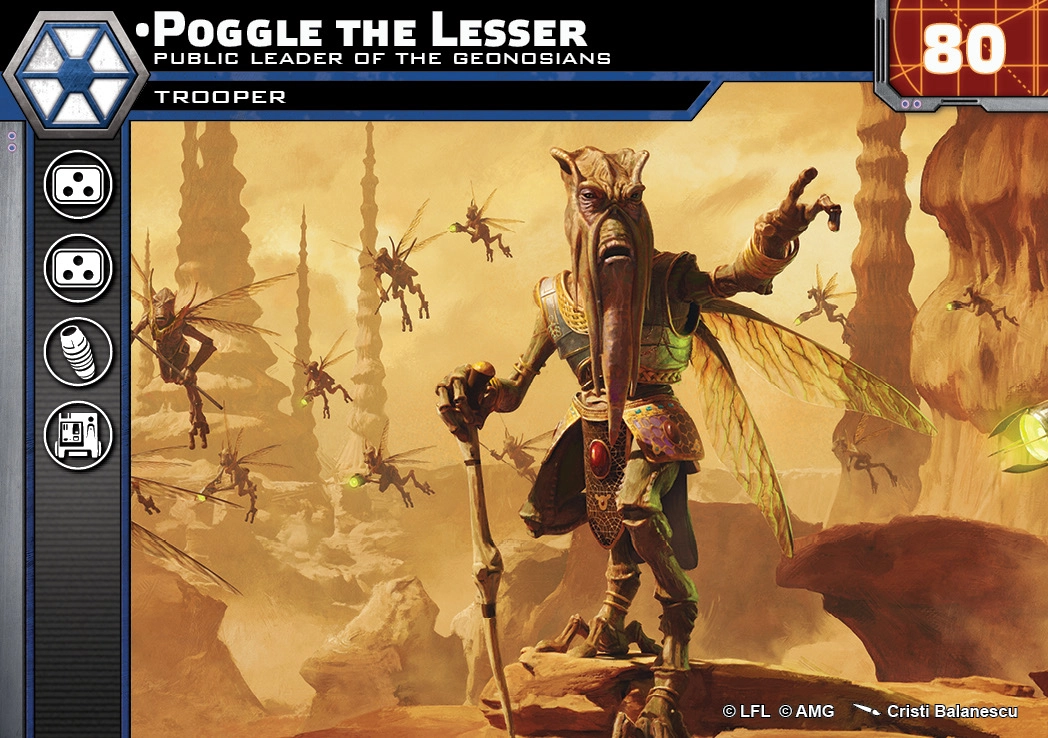 •Poggle the Lesser
Public Leader of the Geonosians
Trooper
80
© LFL © AMG Cristi Balanescu